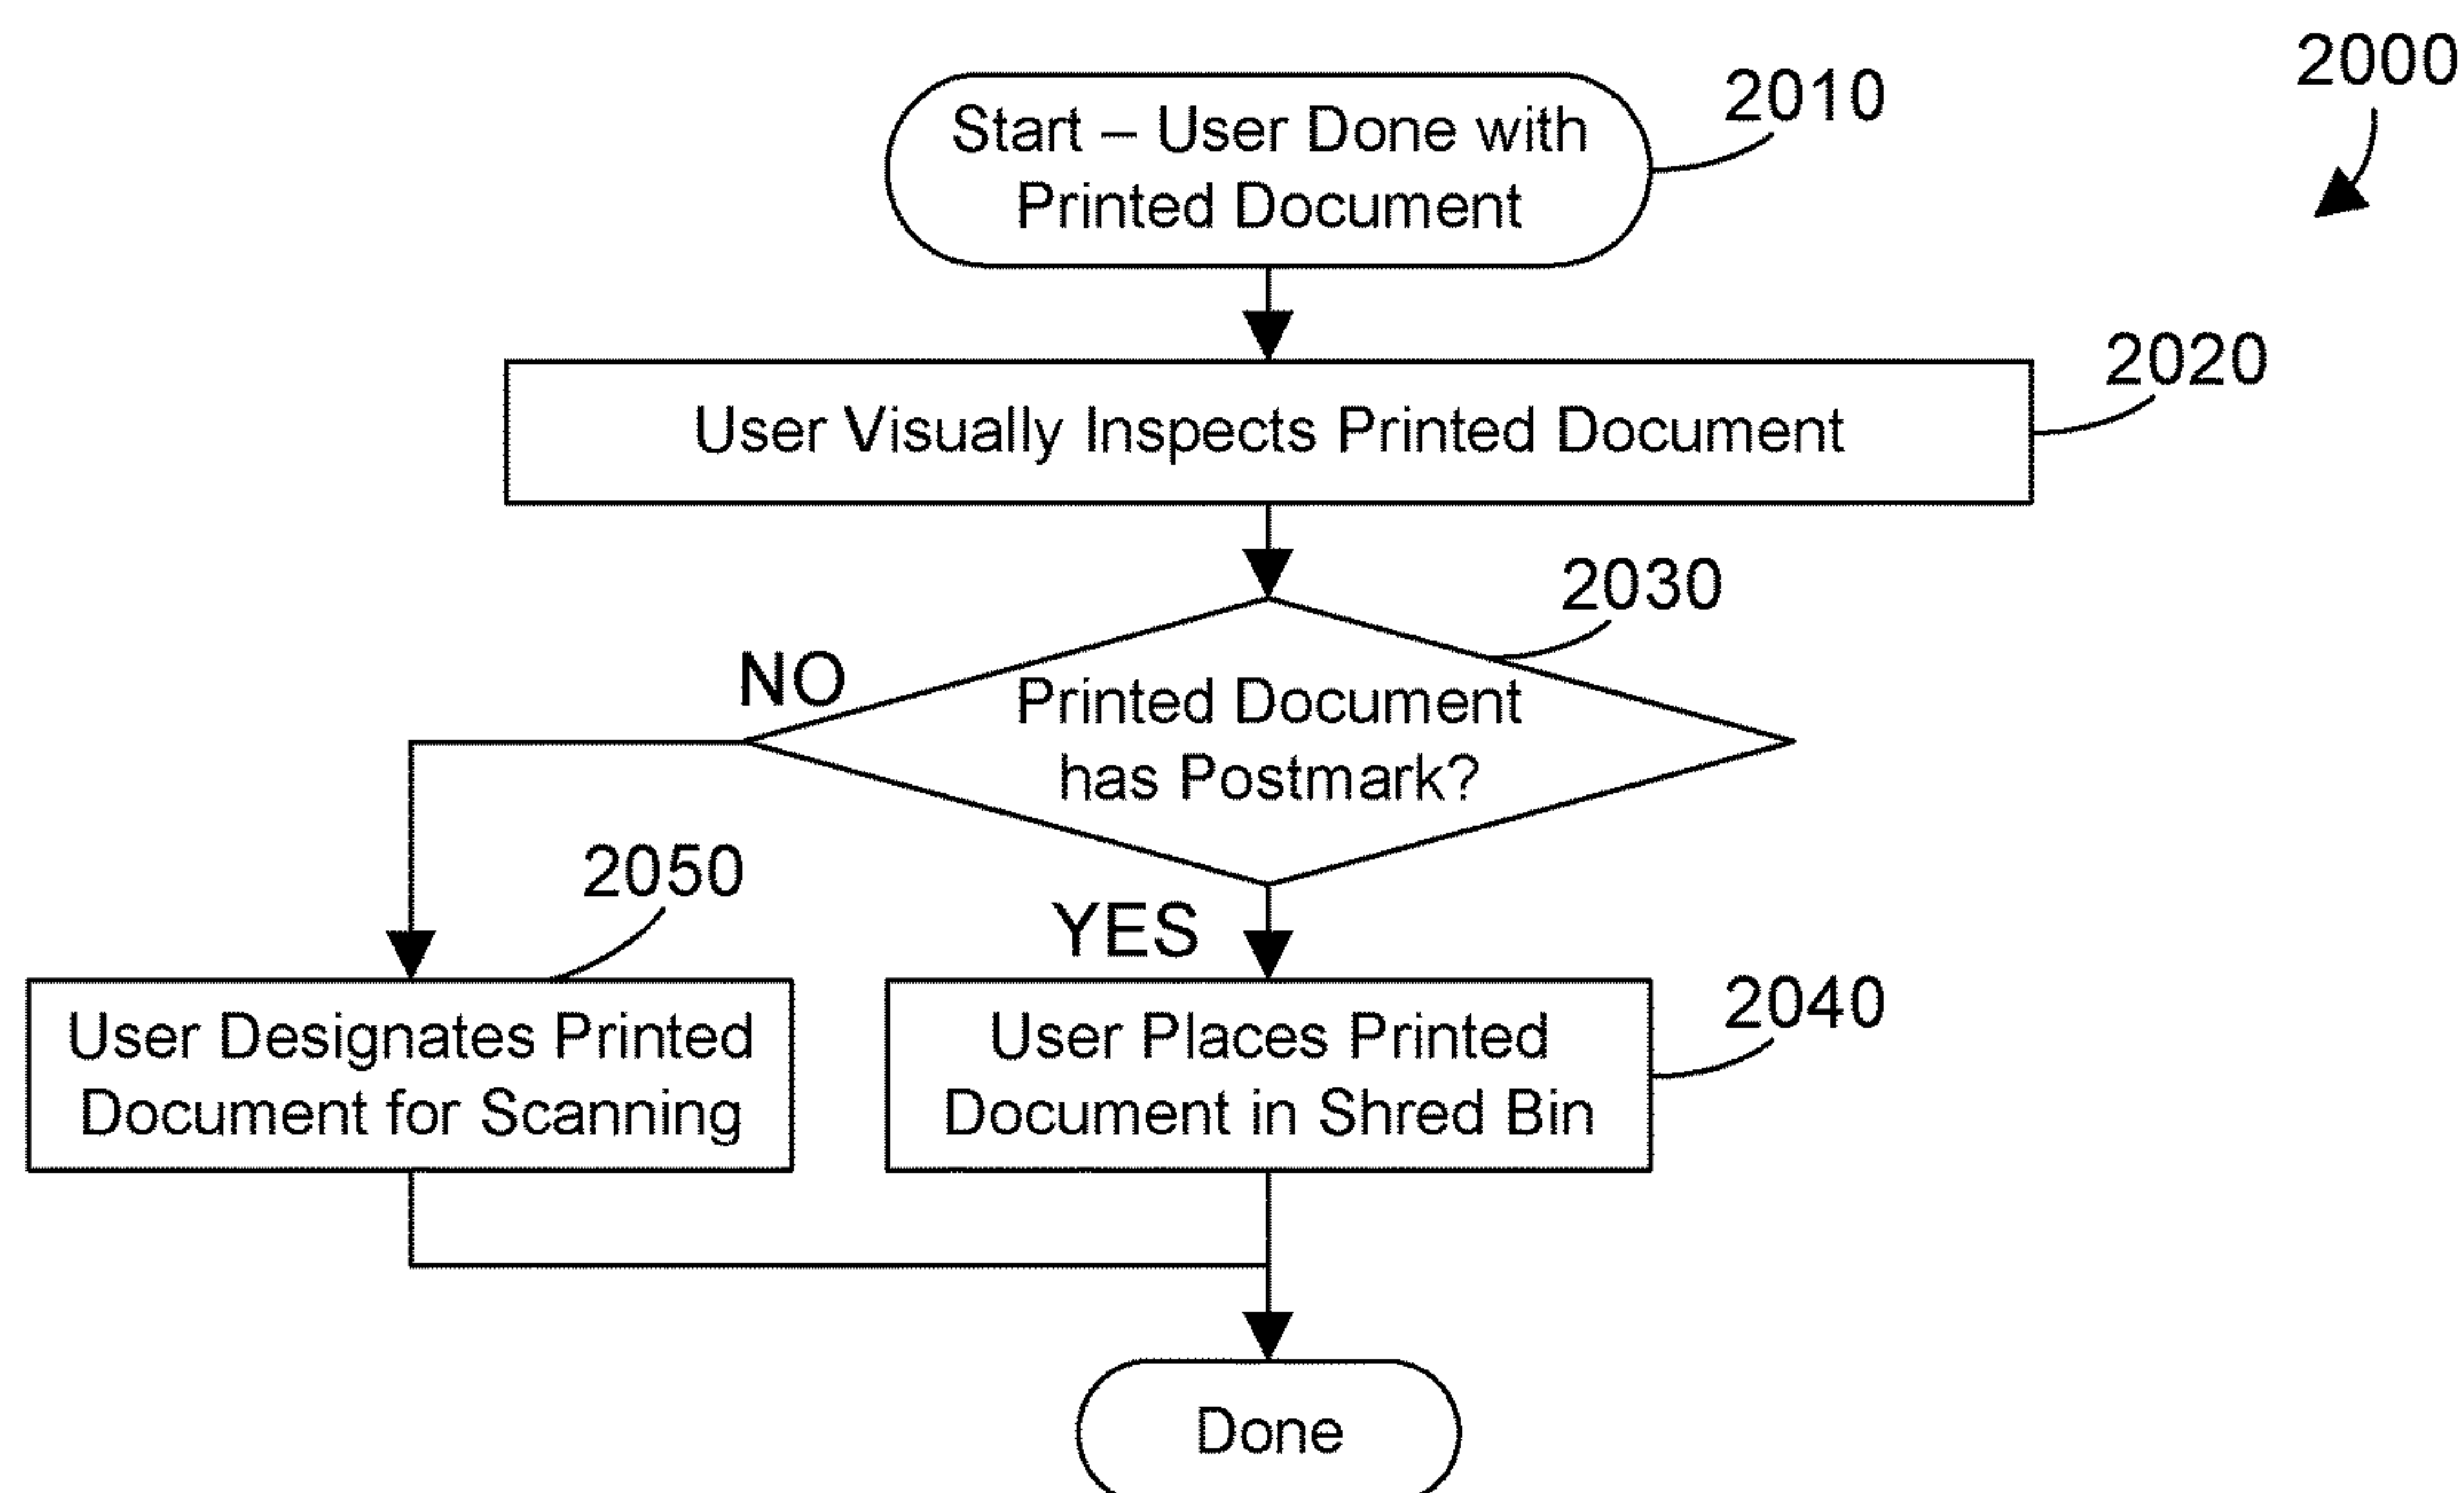 2000
2010
Start – User Done with
Printed Document
2020
User Visually Inspects Printed Document
2030
NO
Printed Document
has Postmark?
2050
YES
2040
User Designates Printed
Document for Scanning
User Places Printed
Document in Shred Bin
Done